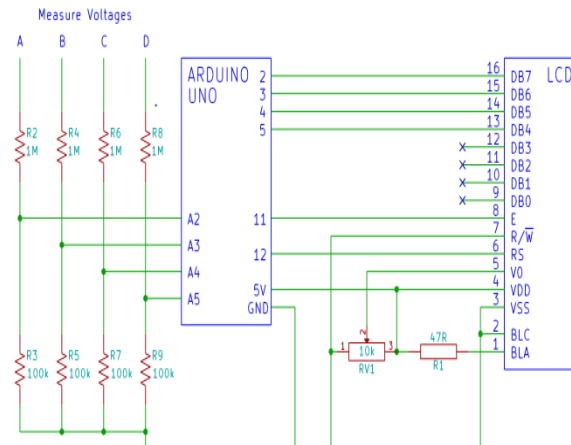 Measure Voltages
A B C D
ARDUINO
UNO
LCD
2
3
4
5
A2
A3
A4
A5
11
12
5V
GND
16 DB7
15 DB6
14 DB5
13 DB4
12 DB3
11 DB2
10 DB1
9 DB0
8 E
7 R/W̅
6 RS
5 VO
4 VDD
3 VSS
2 BLC
1 BLA
R2
1M
R4
1M
R6
1M
R8
1M
R3
100k
R5
100k
R7
100k
R9
100k
2
1 10k 3
RV1
47R
R1